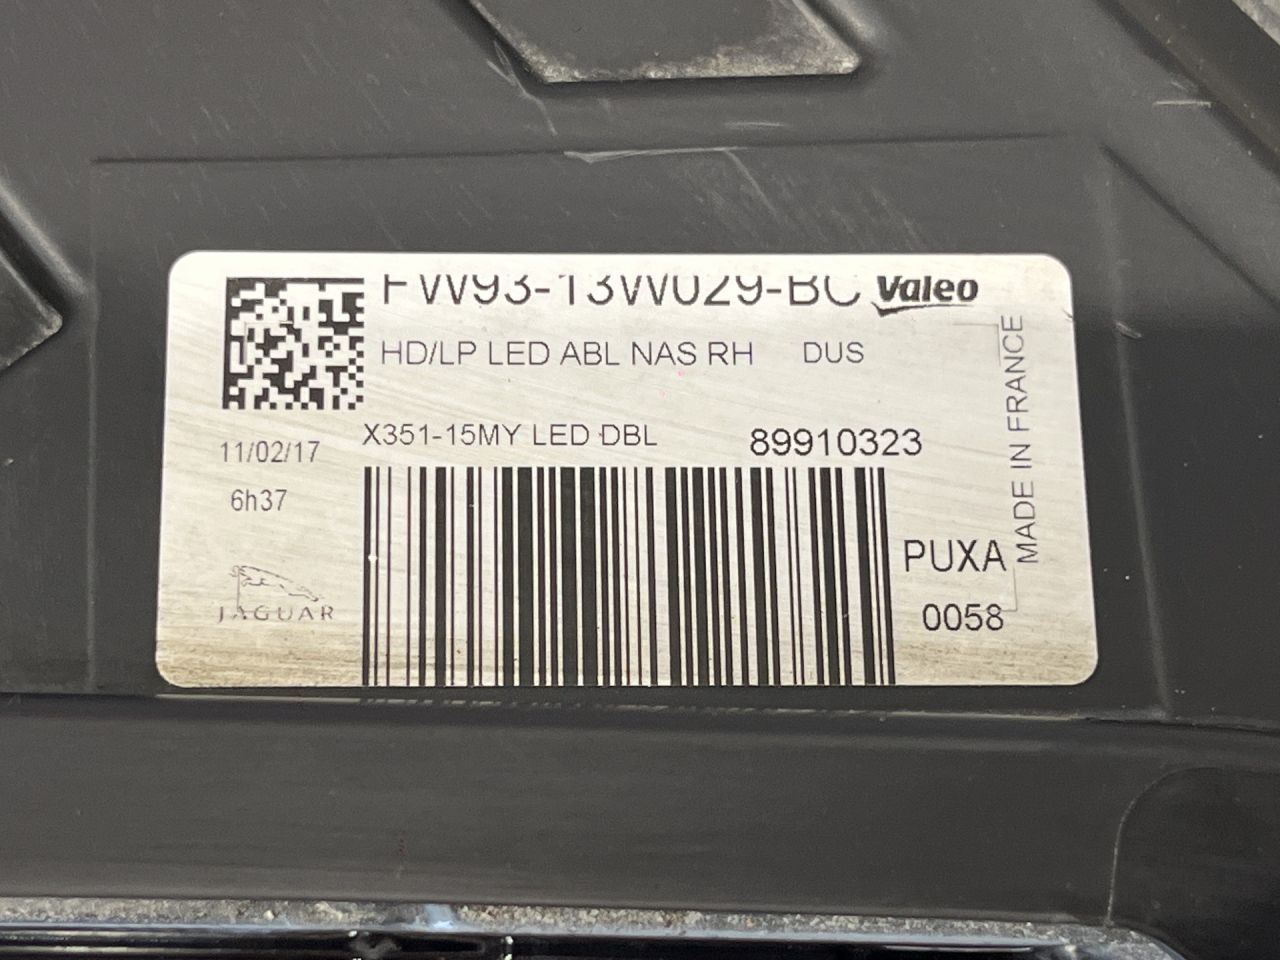 FW93-13W029-BC Valeo
HD/LP LED ABL NAS RH DUS
X351-15MY LED DBL 89910323
11/02/17
6h37
JAGUAR
PUXA
0058
MADE IN FRANCE